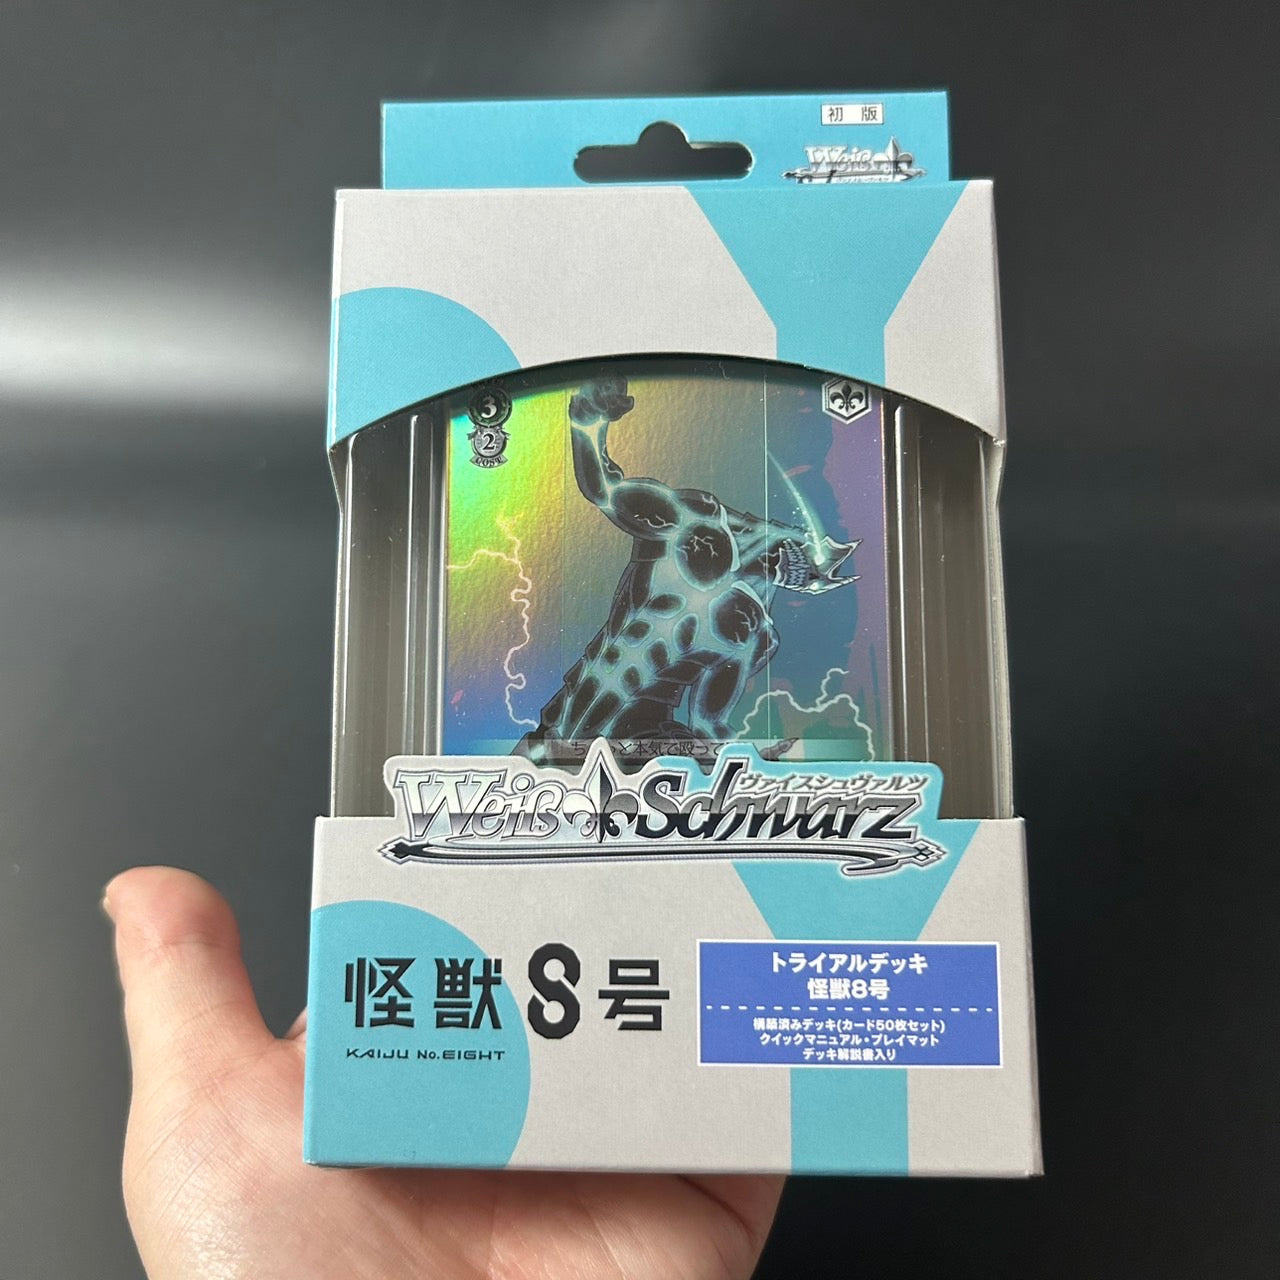 初版
Weiß Schwarz
3
2
COST
ちょっと本気で殴って
ヴァイスシュヴァルツ
Weiß Schwarz
怪獣8号
KAIJU No.EIGHT
トライアルデッキ
怪獣8号
構築済みデッキ(カード50枚セット)
クイックマニュアル・プレイマット
デッキ解説書入り